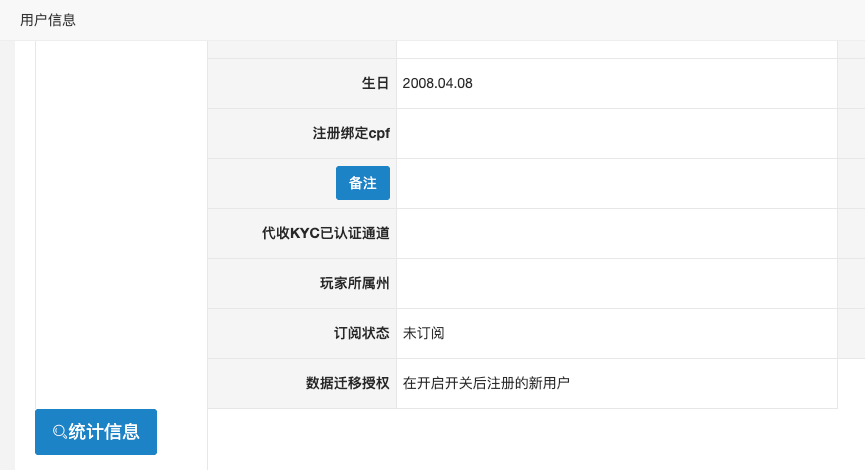 用户信息
生日 2008.04.08
注册绑定cpf
备注
代收KYC已认证通道
玩家所属州
订阅状态 未订阅
数据迁移授权 在开启开关后注册的新用户
统计信息